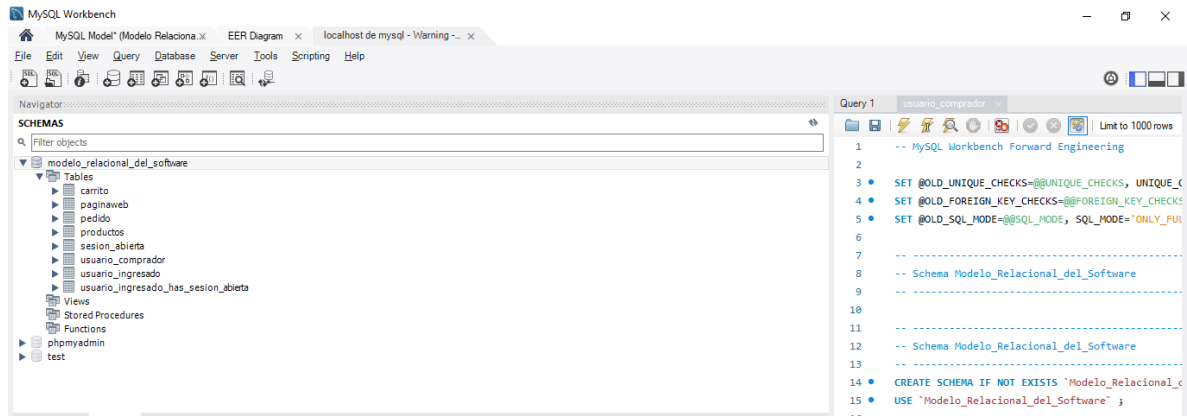 MySQL Workbench
MySQL Model* (Modelo Relaciona.x EER Diagram x localhost de mysql - Warning -... x
File Edit View Query Database Server Tools Scripting Help
Navigator
SCHEMAS
Filter objects
modelo_relacional_del_software
Tables
carrito
paginaweb
pedido
productos
sesion_abierta
usuario_comprador
usuario_ingresado
usuario_ingresado_has_sesion_abierta
Views
Stored Procedures
Functions
phpmyadmin
test
Query 1 usuario_comprador x
Limit to 1000 rows
1 -- MySQL Workbench Forward Engineering
2
3 SET @OLD_UNIQUE_CHECKS=@@UNIQUE_CHECKS, UNIQUE_
4 SET @OLD_FOREIGN_KEY_CHECKS=@@FOREIGN_KEY_CHECKS
5 SET @OLD_SQL_MODE=@@SQL_MODE, SQL_MODE='ONLY_FUL
6
7 -- -----------------------------------------------
8 -- Schema Modelo_Relacional_del_Software
9 -- -----------------------------------------------
10
11 -- -----------------------------------------------
12 -- Schema Modelo_Relacional_del_Software
13 -- -----------------------------------------------
14 CREATE SCHEMA IF NOT EXISTS `Modelo_Relacional_
15 USE `Modelo_Relacional_del_Software` ;